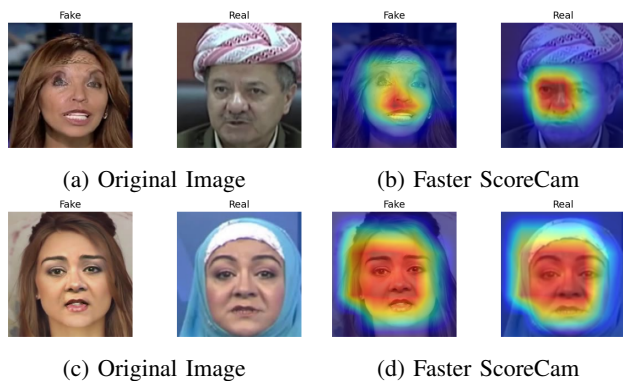 Fake Real Fake Real
(a) Original Image (b) Faster ScoreCam
Fake Real Fake Real
(c) Original Image (d) Faster ScoreCam